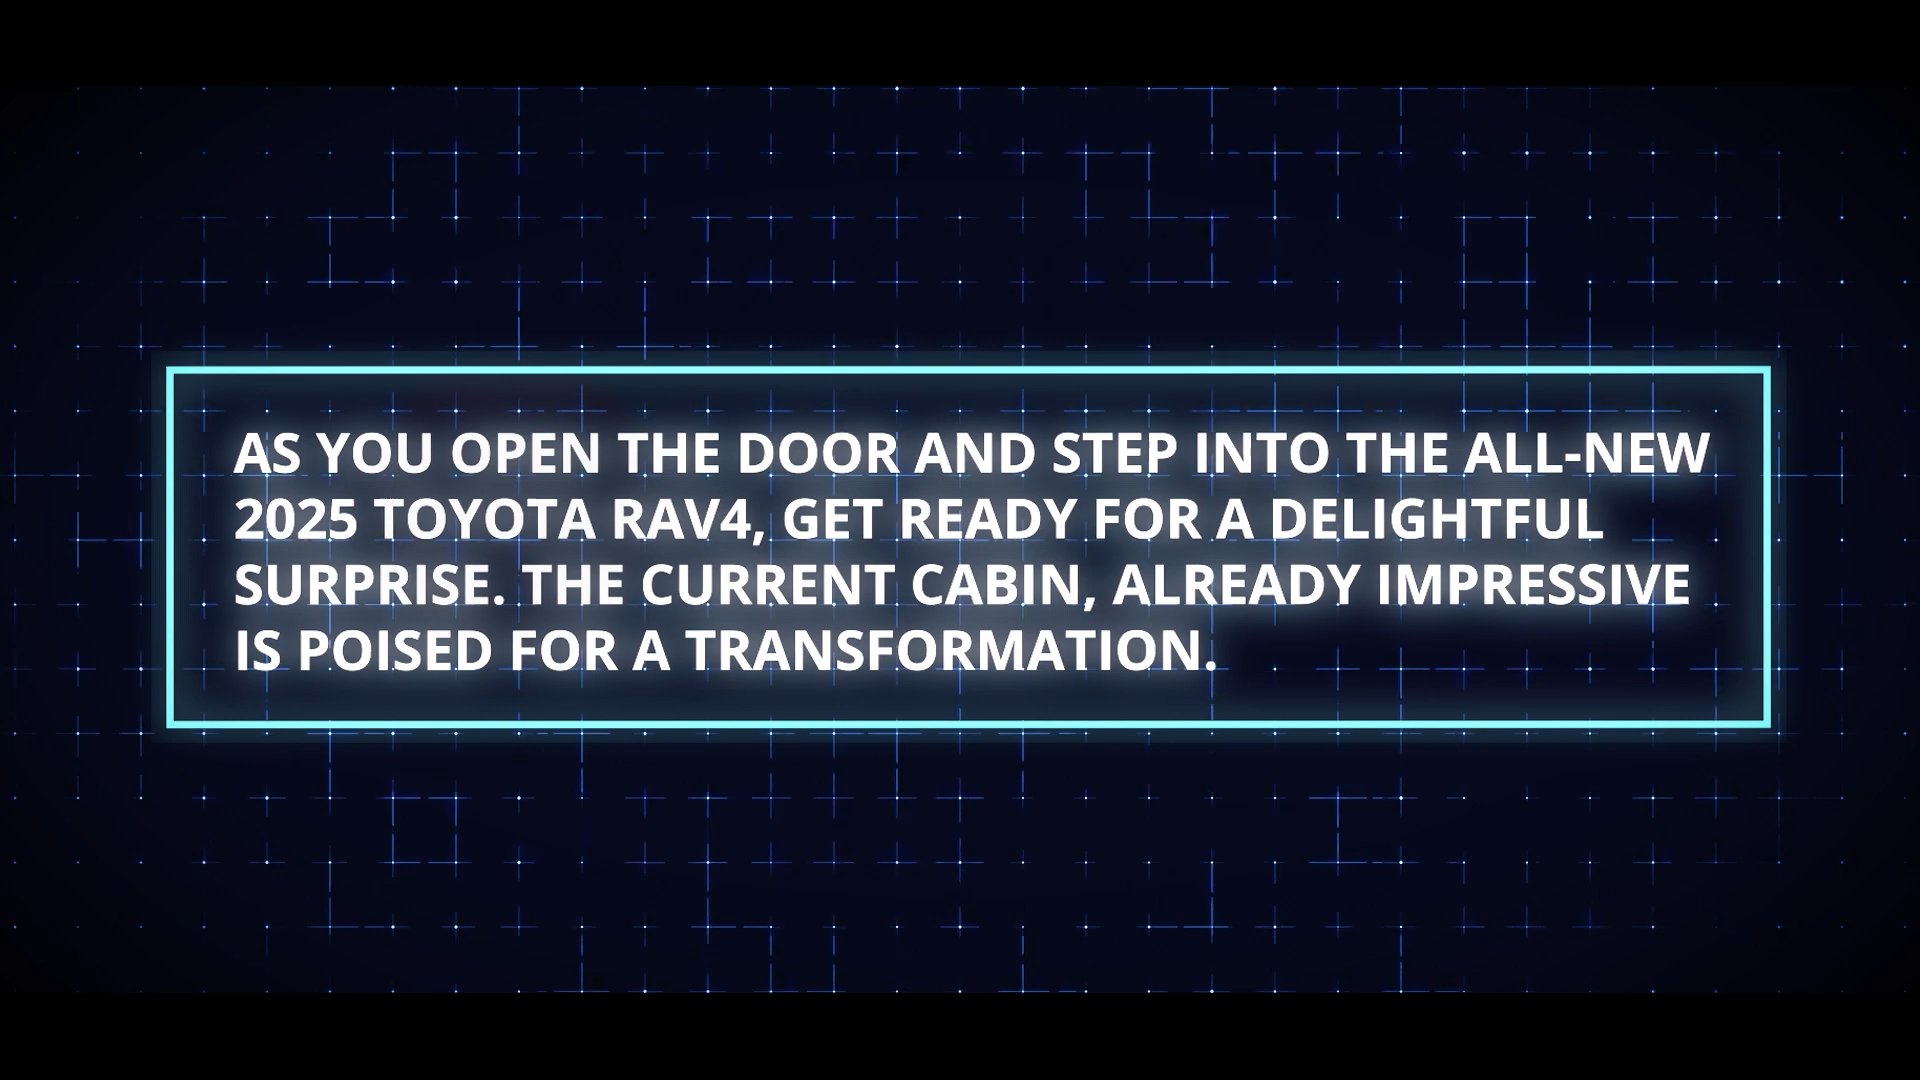 AS YOU OPEN THE DOOR AND STEP INTO THE ALL-NEW
2025 TOYOTA RAV4, GET READY FOR A DELIGHTFUL
SURPRISE. THE CURRENT CABIN, ALREADY IMPRESSIVE
IS POISED FOR A TRANSFORMATION.